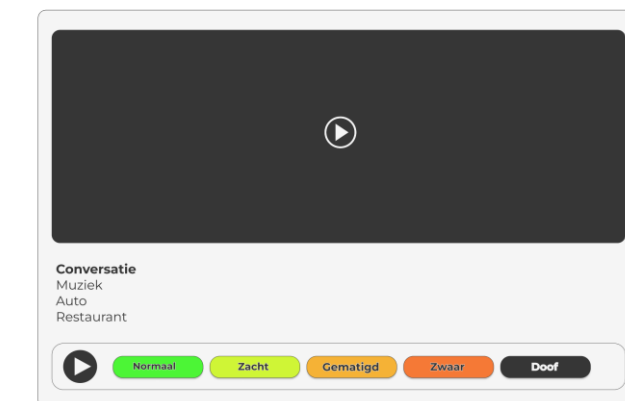 Conversatie
Muziek
Auto
Restaurant
Normaal Zacht Gematigd Zwaar Doof